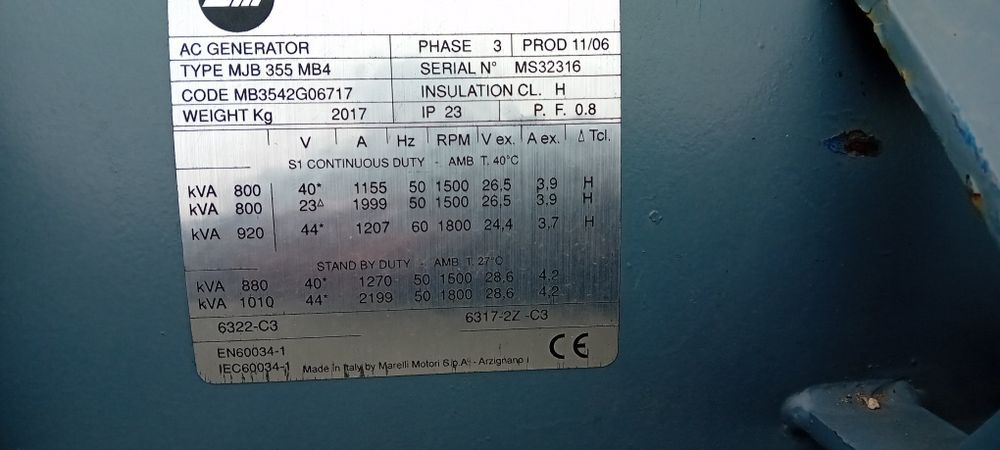 AC GENERATOR PHASE 3 PROD 11/06
TYPE MJB 355 MB4 SERIAL N° MS32316
CODE MB3542G06717 INSULATION CL. H
WEIGHT Kg 2017 IP 23 P. F. 0.8
V A Hz RPM V ex. A ex. Δ Tcl.
S1 CONTINUOUS DUTY - AMB T. 40°C
kVA 800 40* 1155 50 1500 26,5 3,9 H
kVA 800 23Δ 1999 50 1500 26,5 3,9 H
kVA 920 44* 1207 60 1800 24,4 3,7 H
STAND BY DUTY - AMB T. 27°C
kVA 880 40* 1270 50 1500 28,6 4,2
kVA 1010 44* 2199 50 1800 28,6 4,2
6322-C3 6317-2Z -C3
EN60034-1
IEC60034-1 Made in Italy by Marelli Motori S.p.A. - Arzignano
CE